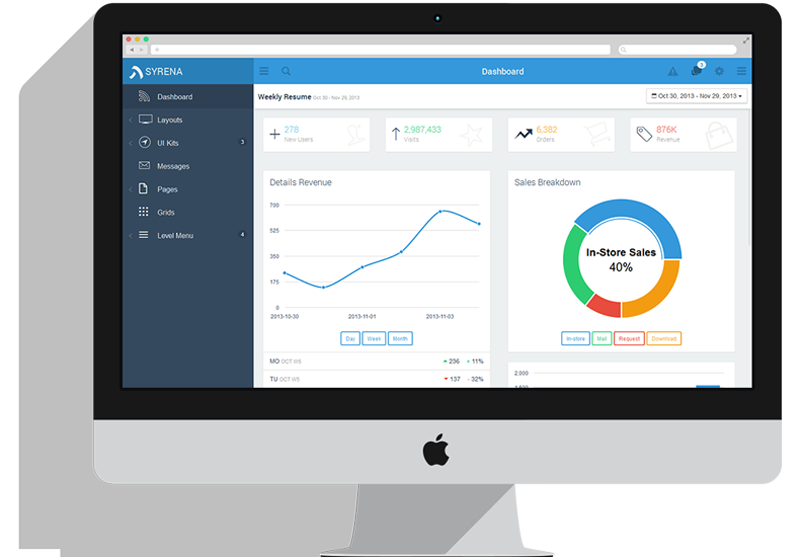 SYRENA
Dashboard
Dashboard
Layouts
UI Kits 3
Messages
Pages
Grids
Level Menu 4
3
Weekly Resume Oct 30 - Nov 29, 2013
Oct 30, 2013 - Nov 29, 2013
278
New Users
2,987,433
Visits
6,382
Orders
876K
Revenue
Details Revenue
700
525
350
175
0
2013-10-30 2013-11-01 2013-11-03
Day Week Month
MO OCT W5 236 11%
TU OCT W5 137 - 32%
Sales Breakdown
In-Store Sales
40%
In-store Mail Request Download
2,000